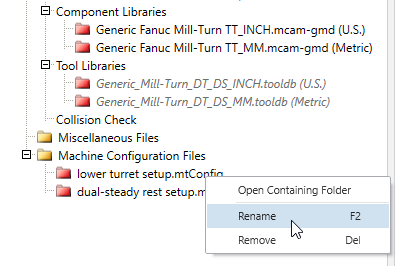 Component Libraries
Generic Fanuc Mill-Turn TT_INCH.mcam-gmd (U.S.)
Generic Fanuc Mill-Turn TT_MM.mcam-gmd (Metric)
Tool Libraries
Generic_Mill-Turn_DT_DS_INCH.tooldb (U.S.)
Generic_Mill-Turn_DT_DS_MM.tooldb (Metric)
Collision Check
Miscellaneous Files
Machine Configuration Files
lower turret setup.mtConfig
dual-steady rest setup.m
Open Containing Folder
Rename F2
Remove Del